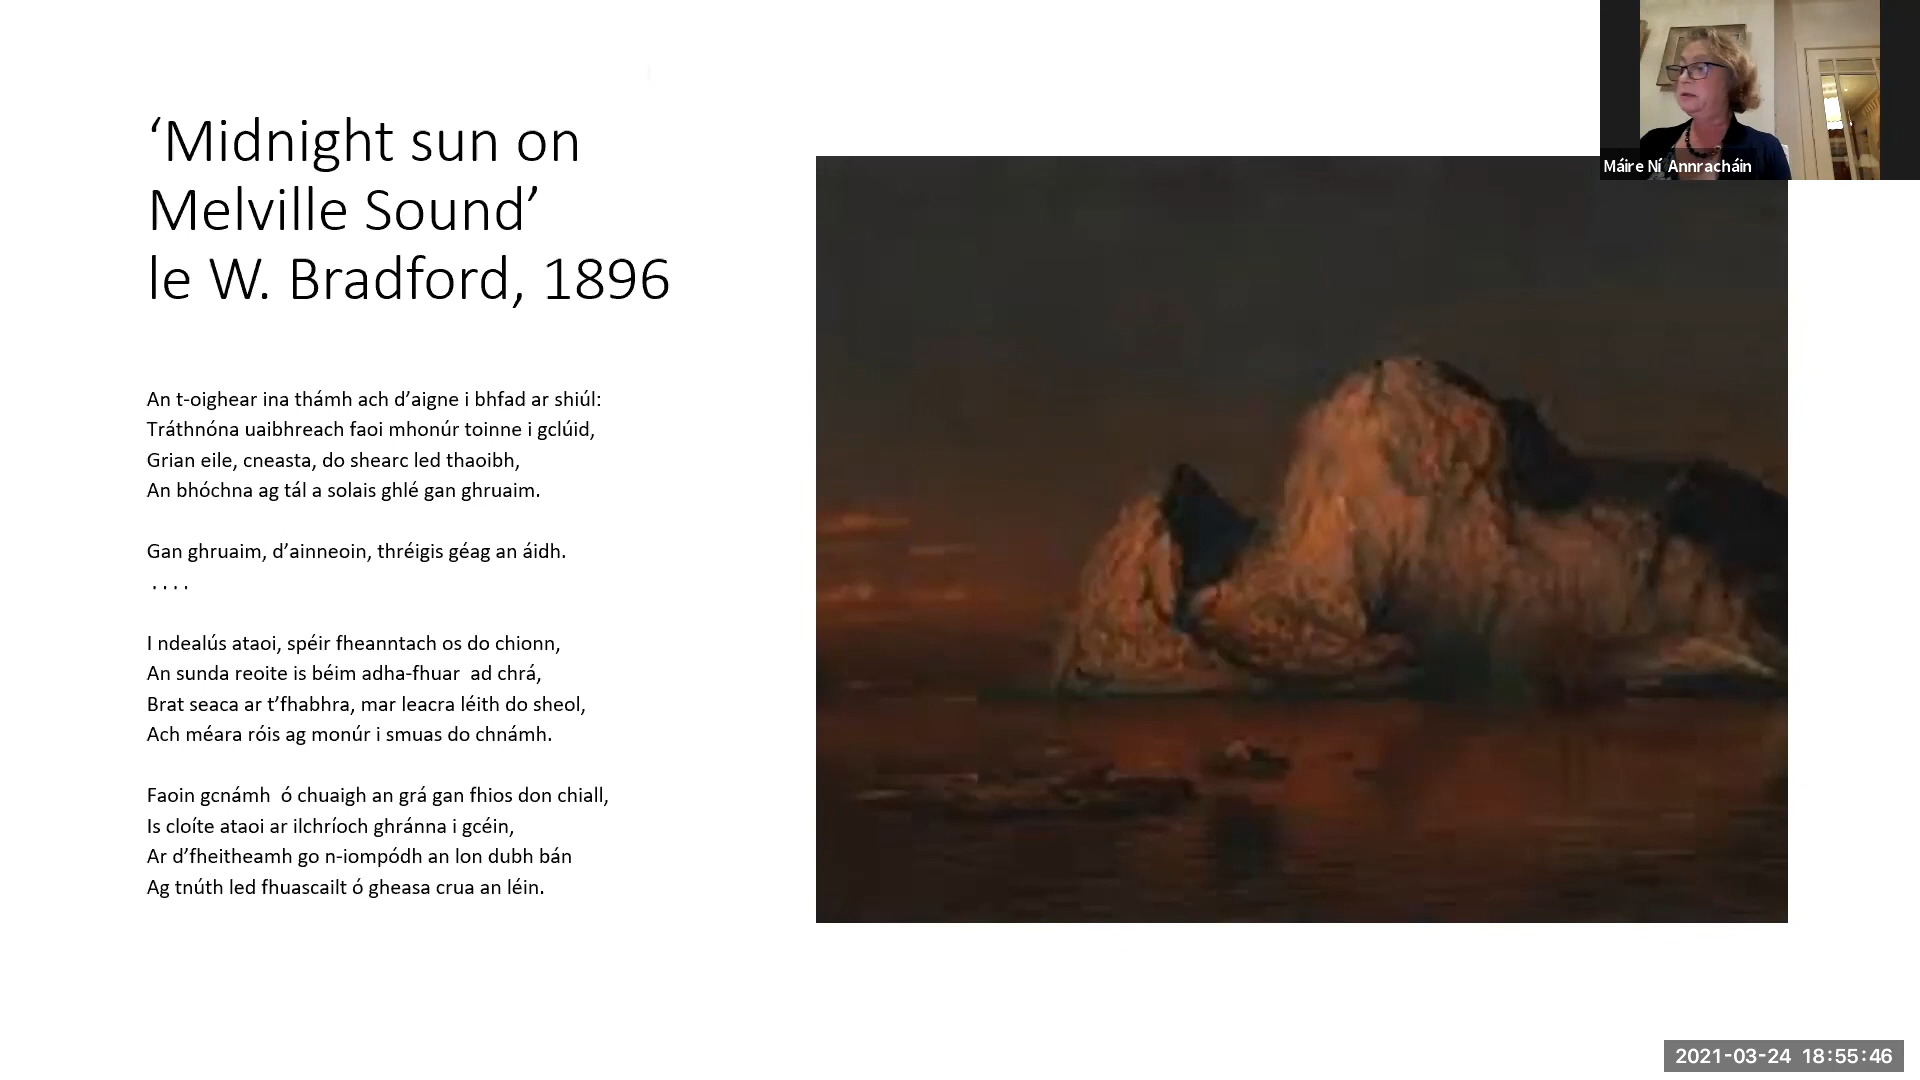 ‘Midnight sun on
Melville Sound’
le W. Bradford, 1896
An t-oighear ina thámh ach d’aigne i bhfad ar shiúl:
Tráthnóna uaibhreach faoi mhonúr toinne i gclúid,
Grian eile, cneasta, do shearc led thaoibh,
An bhóchna ag tál a solais ghlé gan ghruaim.
Gan ghruaim, d’ainneoin, thréigis géag an áidh.
. . . .
I ndealús ataoi, spéir fheanntach os do chionn,
An sunda reoite is béim adha-fhuar ad chrá,
Brat seaca ar t’fhabhra, mar leacra léith do sheol,
Ach méara róis ag monúr i smuas do chnámh.
Faoin gcnámh ó chuaigh an grá gan fhios don chiall,
Is cloíte ataoi ar ilchríoch ghránna i gcéin,
Ar d’fheitheamh go n-iompódh an lon dubh bán
Ag tnúth led fhuascailt ó gheasa crua an léin.
Máire Ní Annracháin
2021-03-24 18:55:46